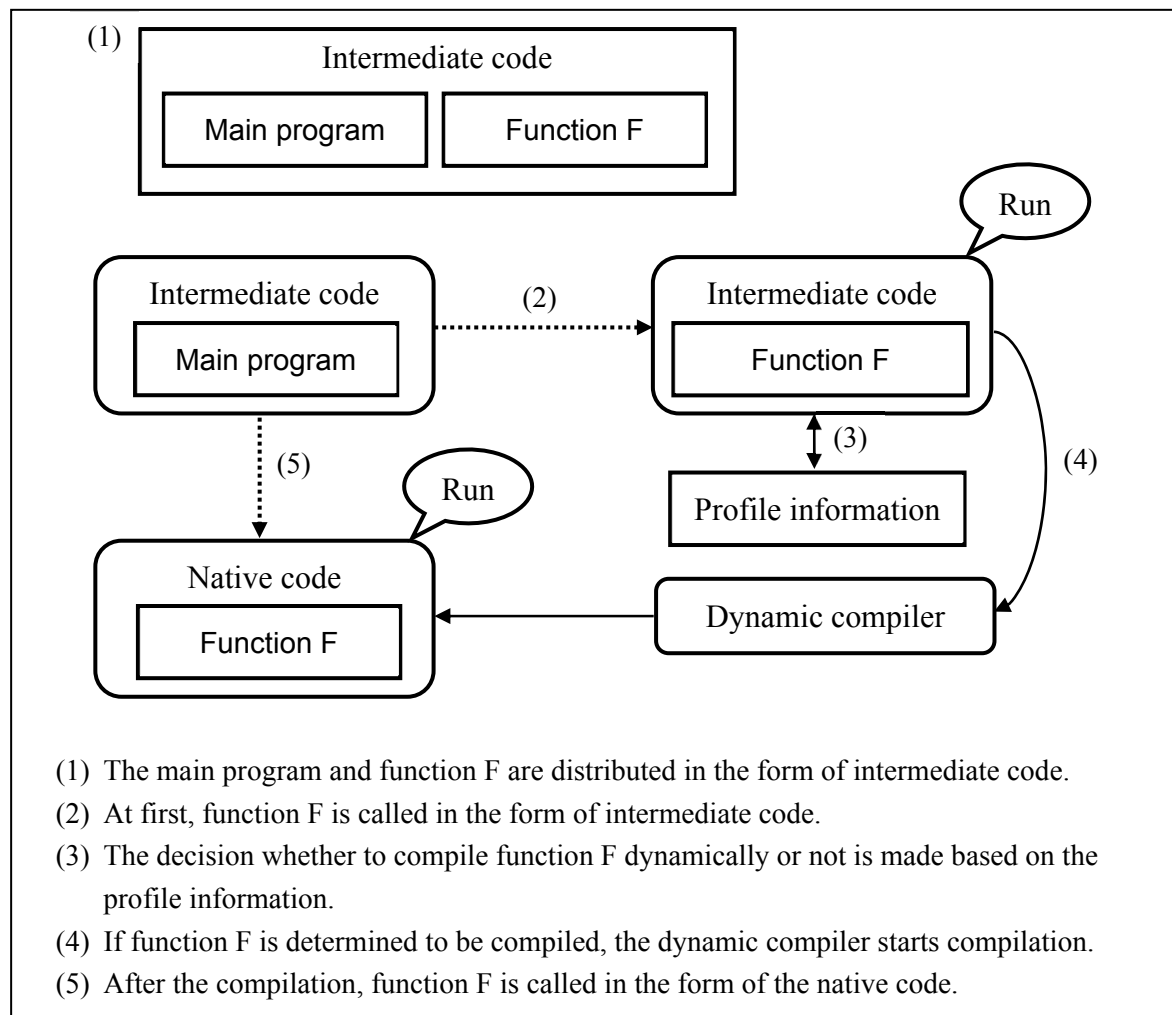 (1)
Intermediate code
Main program
Function F
Run
Intermediate code
Main program
(2)
Intermediate code
Function F
(3)
(4)
(5)
Run
Profile information
Native code
Function F
Dynamic compiler
(1) The main program and function F are distributed in the form of intermediate code.
(2) At first, function F is called in the form of intermediate code.
(3) The decision whether to compile function F dynamically or not is made based on the
profile information.
(4) If function F is determined to be compiled, the dynamic compiler starts compilation.
(5) After the compilation, function F is called in the form of the native code.